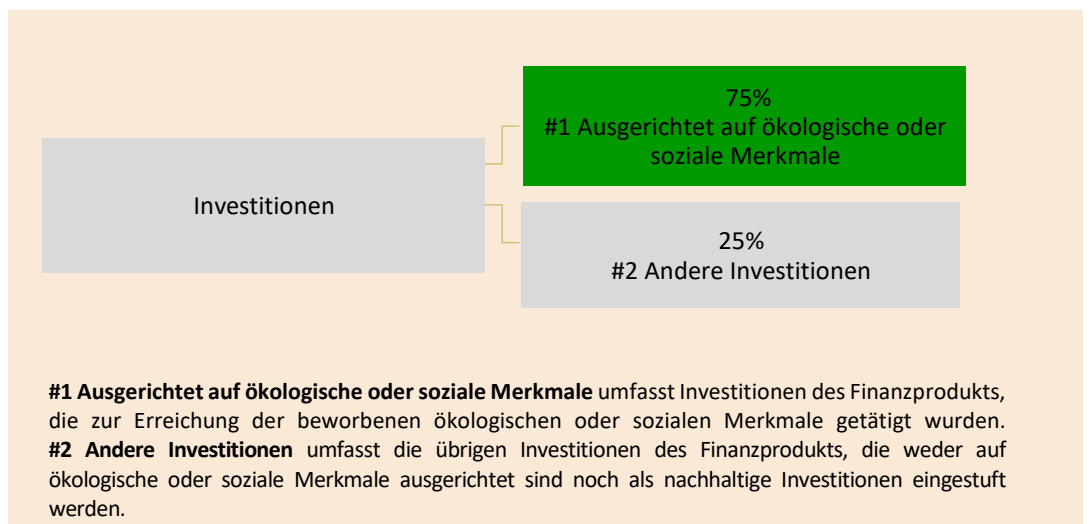 75%
#1 Ausgerichtet auf ökologische oder
soziale Merkmale
Investitionen
25%
#2 Andere Investitionen
#1 Ausgerichtet auf ökologische oder soziale Merkmale umfasst Investitionen des Finanzprodukts,
die zur Erreichung der beworbenen ökologischen oder sozialen Merkmale getätigt wurden.
#2 Andere Investitionen umfasst die übrigen Investitionen des Finanzprodukts, die weder auf
ökologische oder soziale Merkmale ausgerichtet sind noch als nachhaltige Investitionen eingestuft
werden.